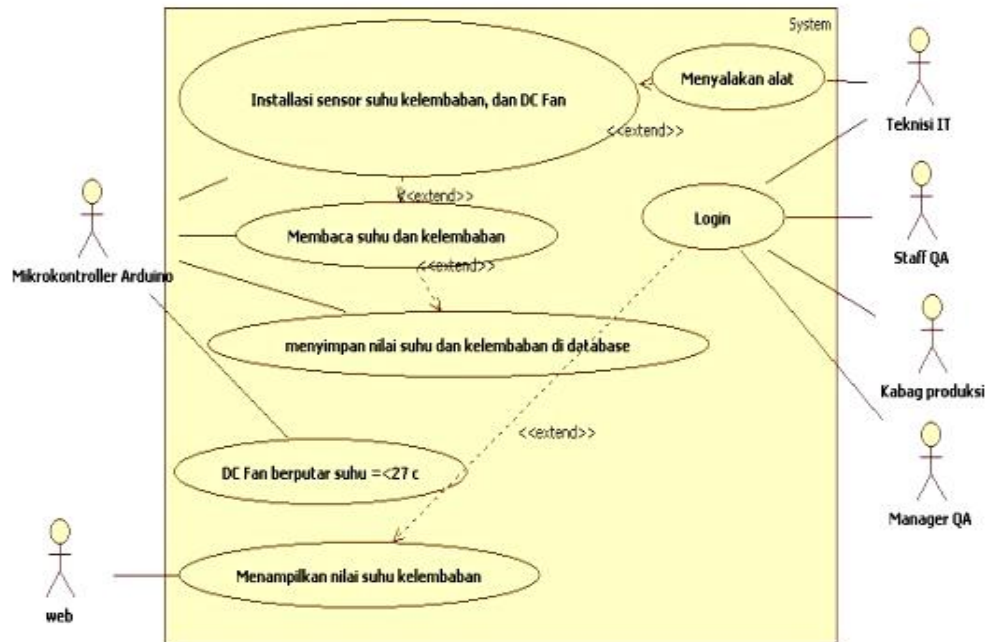 System
Menyalakan alat
Installasi sensor suhu kelembaban, dan DC Fan
Teknisi IT
<<extend>>
<<extend>>
Login
Membaca suhu dan kelembaban
Staff QA
<<extend>>
Mikrokontroller Arduino
menyimpan nilai suhu dan kelembaban di database
Kabag produksi
<<extend>>
DC Fan berputar suhu =<27 c
Manager QA
Menampilkan nilai suhu kelembaban
web